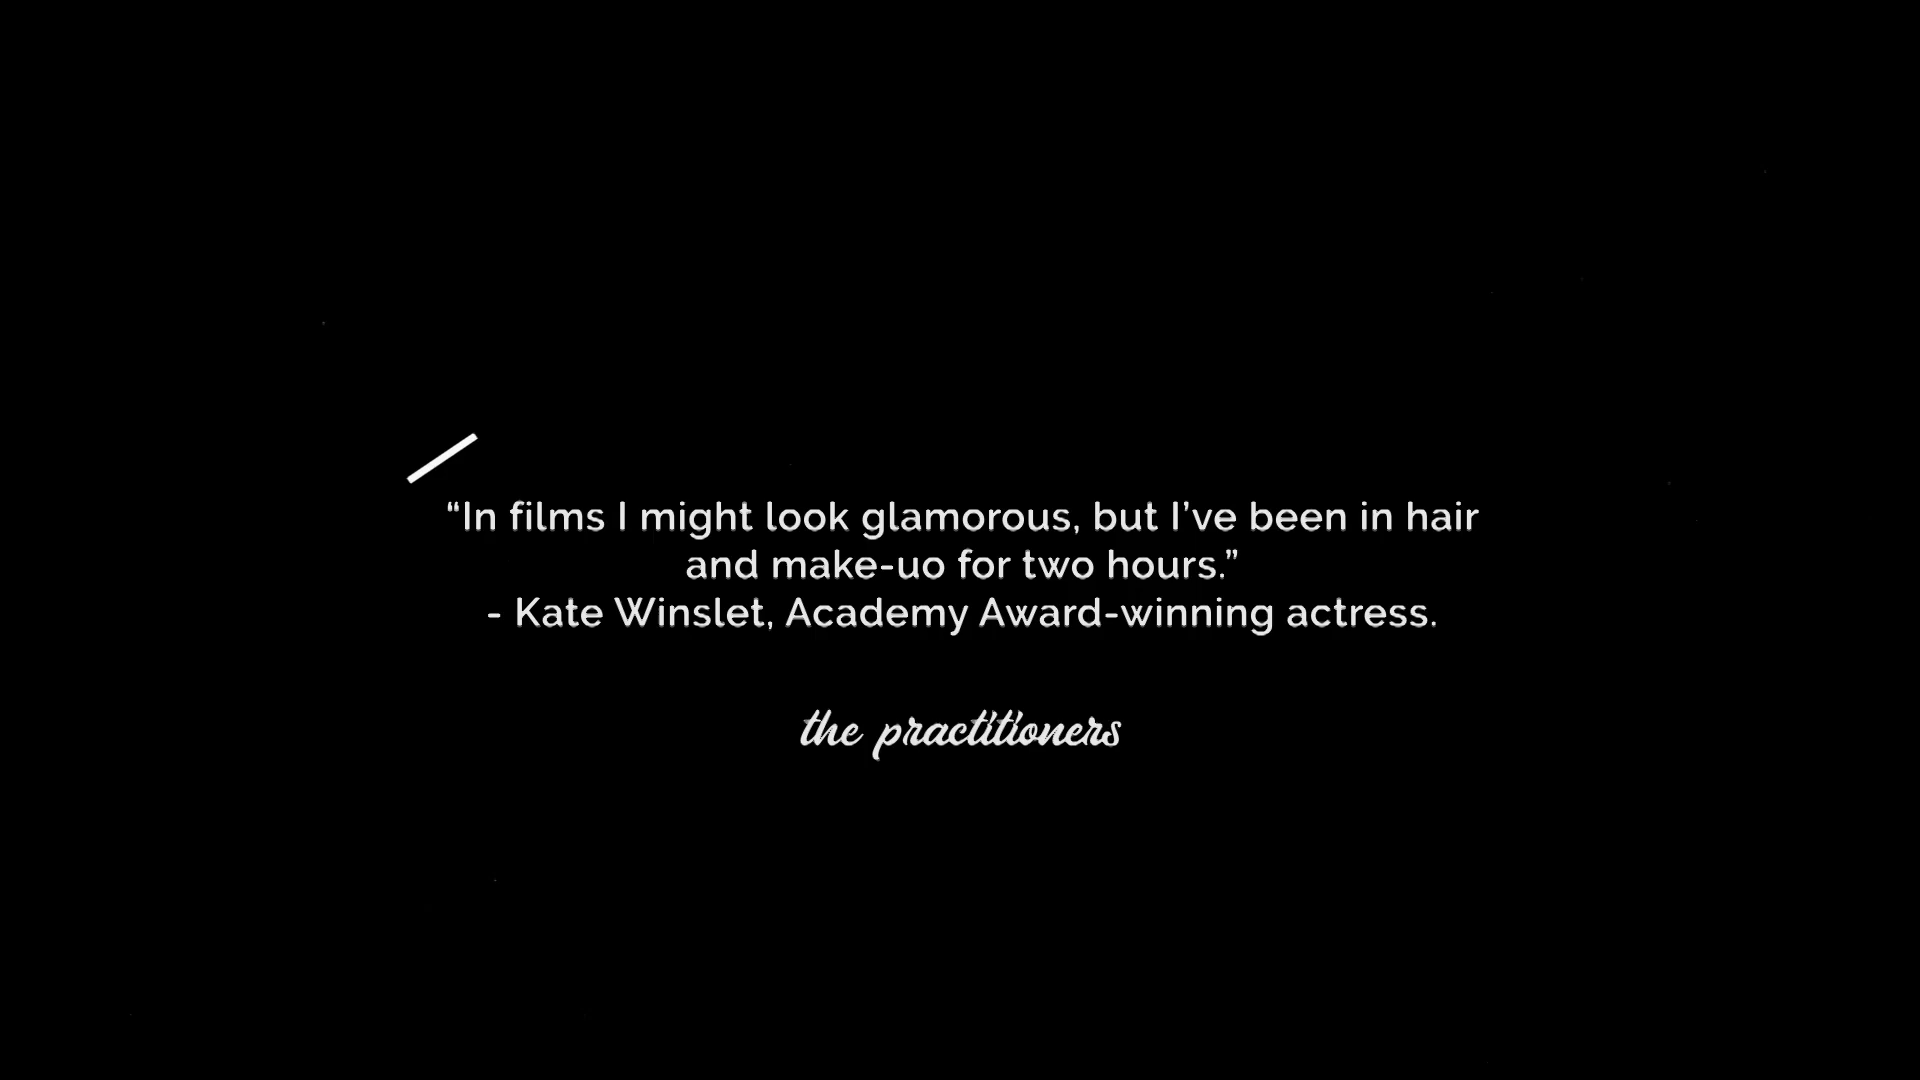 “In films I might look glamorous, but I’ve been in hair
and make-uo for two hours.”
- Kate Winslet, Academy Award-winning actress.
the practitioners